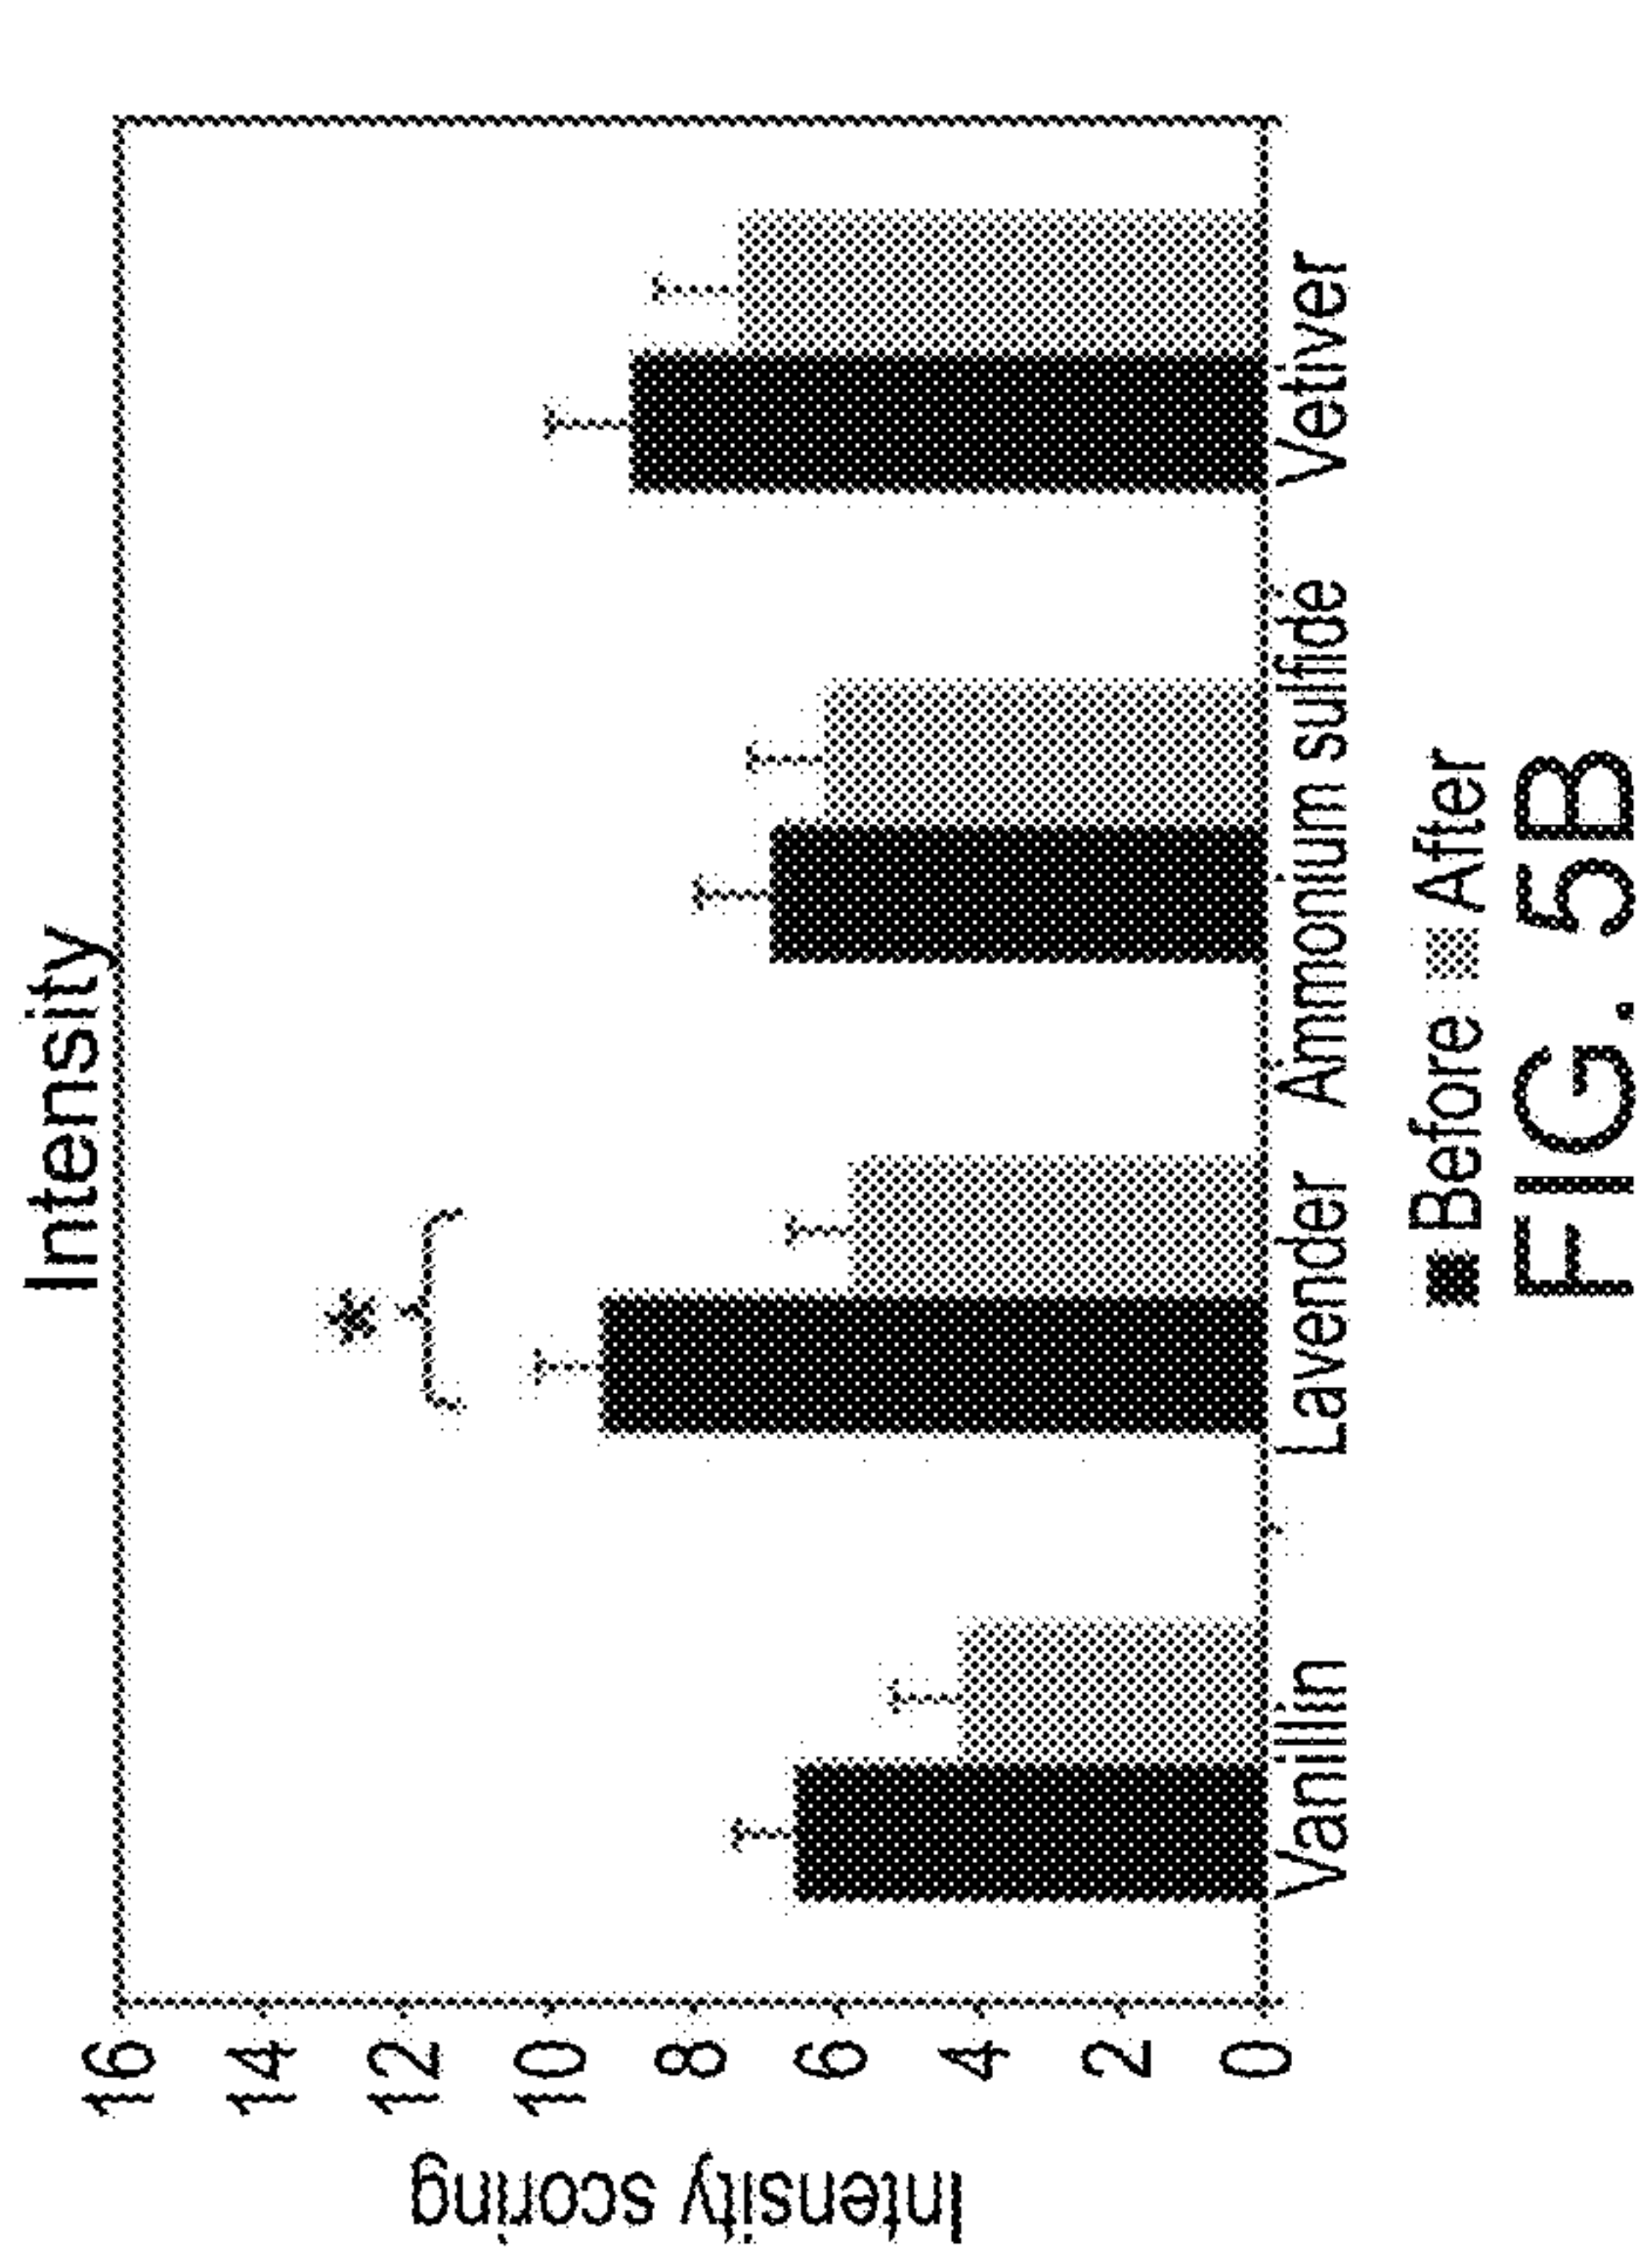 Intensity
Intensity scoring
16
14
12
10
8
6
4
2
0
*
Vanillin Lavender Ammonium sulfide Vetiver
Before After
FIG. 5B